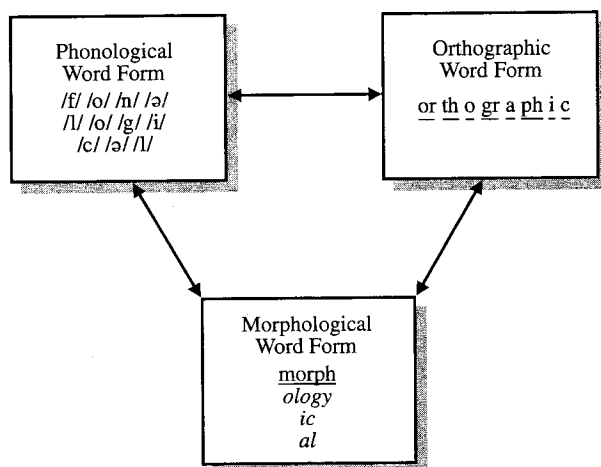 Phonological
Word Form
/f/ /o/ /n/ /ə/
/l/ /o/ /g/ /i/
/c/ /ə/ /l/
Orthographic
Word Form
or th o gr a ph i c
Morphological
Word Form
morph
ology
ic
al